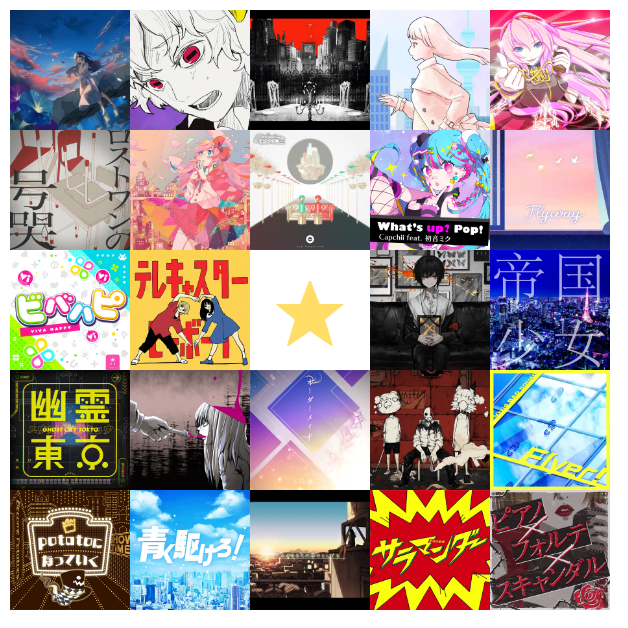 ロストワンの
号哭
What's up? Pop!
Capchii feat. 初音ミク
Flyway
ビバハピ
VIVA HAPPY
テレキャスター
ビーボーイ
帝国
少女
幽霊
GHOST CITY TOKYO
東京
Flyer!
potatoに
なっていく
青く駆けろ!
サラマンダー
ピアノ
×
フォルテ
×
スキャンダル